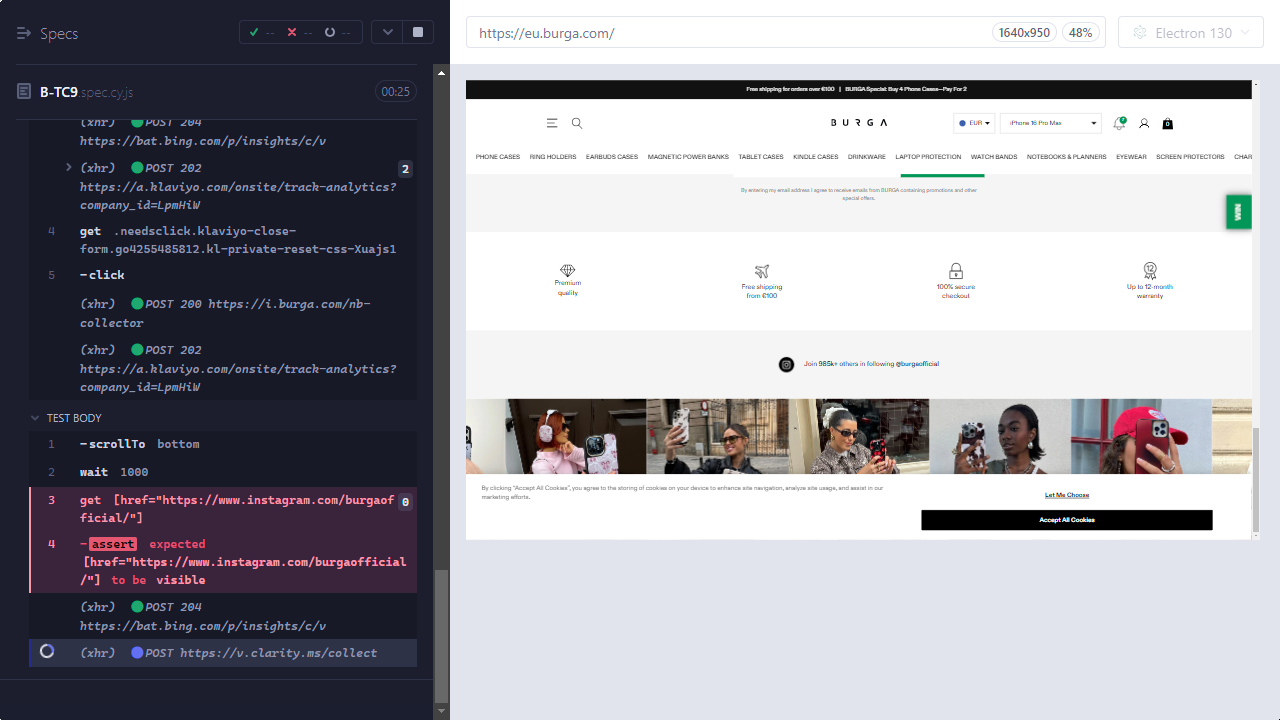 Specs
-- -- --
B-TC9.spec.cy.js
00:25
(xhr) POST 204
https://bat.bing.com/p/insights/c/v
(xhr) POST 202 2
https://a.klaviyo.com/onsite/track-analytics?
company_id=LpmHiW
4 get .needsclick.klaviyo-close-
form.go4255485812.kl-private-reset-css-Xuajs1
5 -click
(xhr) POST 200 https://i.burga.com/nb-
collector
(xhr) POST 202
https://a.klaviyo.com/onsite/track-analytics?
company_id=LpmHiW
TEST BODY
1 -scrollTo bottom
2 wait 1000
3 get [href="https://www.instagram.com/burgaof 0
ficial/"]
4 -assert expected
[href="https://www.instagram.com/burgaofficial
/"] to be visible
(xhr) POST 204
https://bat.bing.com/p/insights/c/v
(xhr) POST https://v.clarity.ms/collect
https://eu.burga.com/
1640x950
48%
Electron 130
Free shipping for orders over €100 | BURGA Special: Buy 4 Phone Cases—Pay For 2
BURGA
EUR
iPhone 16 Pro Max
0
PHONE CASES RING HOLDERS EARBUDS CASES MAGNETIC POWER BANKS TABLET CASES KINDLE CASES DRINKWARE LAPTOP PROTECTION WATCH BANDS NOTEBOOKS & PLANNERS EYEWEAR SCREEN PROTECTORS CHAR
By entering my email address I agree to receive emails from BURGA containing promotions and other
special offers.
WIN
Premium
quality
Free shipping
from €100
100% secure
checkout
12
Up to 12-month
warranty
Join 985k+ others in following @burgaofficial
By clicking "Accept All Cookies", you agree to the storing of cookies on your device to enhance site navigation, analyze site usage, and assist in our
marketing efforts.
Let Me Choose
Accept All Cookies